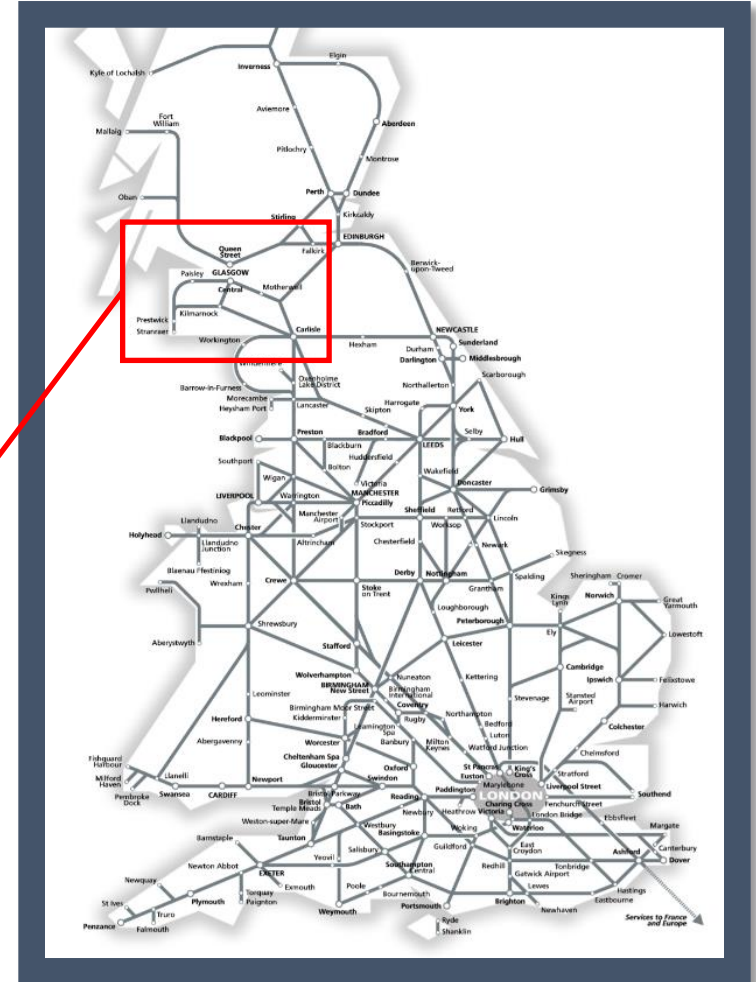 Elgin
Inverness
Kyle of Lochalsh
Aviemore
Fort
William
Aberdeen
Mallaig
Pitlochry
Montrose
Perth
Dundee
Oban
Kirkcaldy
Stirling
EDINBURGH
Queen
Street
Falkirk
Berwick-
upon-Tweed
Paisley
GLASGOW
Central
Motherwell
Kilmarnock
Prestwick
Stranraer
Carlisle
NEWCASTLE
Sunderland
Workington
Hexham
Durham
Darlington
Middlesbrough
Windermere
Scarborough
Oxenholme
Lake District
Northallerton
Barrow-in-Furness
Morecambe
Heysham Port
Lancaster
Harrogate
York
Skipton
Blackpool
Preston
Bradford
Selby
Hull
Blackburn
LEEDS
Huddersfield
Southport
Bolton
Wakefield
Wigan
Victoria
Doncaster
LIVERPOOL
Warrington
MANCHESTER
Piccadilly
Grimsby
Manchester
Airport
Sheffield
Retford
Llandudno
Chester
Stockport
Worksop
Lincoln
Holyhead
Llandudno
Junction
Altrincham
Chesterfield
Newark
Skegness
Blaenau Ffestiniog
Derby
Nottingham
Sheringham
Cromer
Pwllheli
Wrexham
Crewe
Stoke
on Trent
Grantham
Spalding
Kings
Lynn
Norwich
Great
Yarmouth
Loughborough
Shrewsbury
Peterborough
Ely
Lowestoft
Aberystwyth
Stafford
Leicester
Wolverhampton
Cambridge
BIRMINGHAM
New Street
Nuneaton
Kettering
Ipswich
Felixstowe
Leominster
Birmingham
International
Stevenage
Stansted
Airport
Birmingham Moor Street
Coventry
Harwich
Hereford
Kidderminster
Rugby
Northampton
Leamington
Spa
Bedford
Colchester
Abergavenny
Worcester
Banbury
Milton
Keynes
Luton
Watford Junction
Chelmsford
Fishguard
Harbour
Cheltenham Spa
Gloucester
Oxford
St Pancras
Euston
King's
Cross
Stratford
Milford
Haven
Llanelli
Newport
Swindon
Paddington
Marylebone
Liverpool Street
Pembroke
Dock
Swansea
CARDIFF
Bristol Parkway
Reading
LONDON
Southend
Bristol
Temple Meads
Bath
Newbury
Heathrow
Victoria
Charing Cross
Fenchurch Street
London Bridge
Ebbsfleet
Weston-super-Mare
Westbury
Basingstoke
Woking
Waterloo
Margate
Barnstaple
Taunton
Salisbury
Guildford
East
Croydon
Ashford
Canterbury
Newton Abbot
Yeovil
Southampton
Central
Redhill
Tonbridge
Dover
Newquay
EXETER
Gatwick Airport
Exmouth
Poole
Lewes
Hastings
St Ives
Plymouth
Torquay
Paignton
Bournemouth
Eastbourne
Truro
Weymouth
Portsmouth
Brighton
Newhaven
Penzance
Falmouth
Ryde
Shanklin
Services to France
and Europe